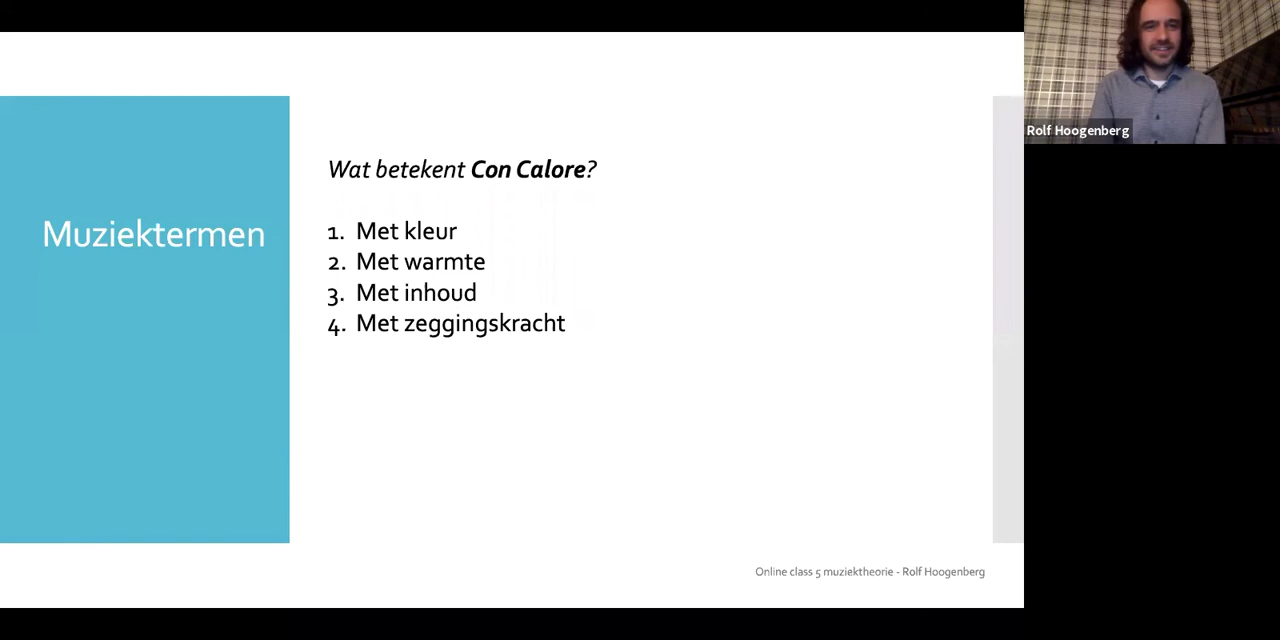 Muziektermen
Wat betekent Con Calore?
1. Met kleur
2. Met warmte
3. Met inhoud
4. Met zeggingskracht
Online class 5 muziektheorie - Rolf Hoogenberg
Rolf Hoogenberg